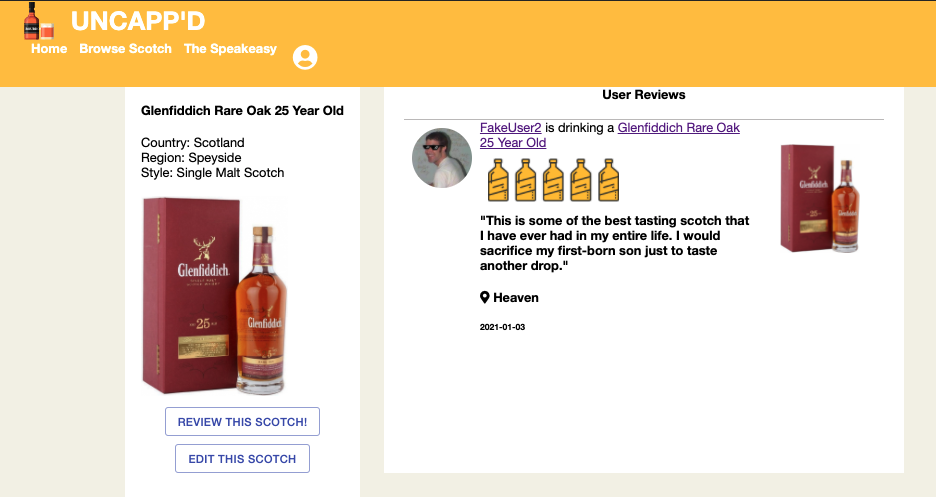 UNCAPP'D
Home Browse Scotch The Speakeasy
Glenfiddich Rare Oak 25 Year Old
Country: Scotland
Region: Speyside
Style: Single Malt Scotch
Glenfiddich.
25
Glenfiddich
REVIEW THIS SCOTCH!
EDIT THIS SCOTCH
User Reviews
FakeUser2 is drinking a Glenfiddich Rare Oak
25 Year Old
"This is some of the best tasting scotch that
I have ever had in my entire life. I would
sacrifice my first-born son just to taste
another drop."
Heaven
2021-01-03
Glenfiddich
25
Glenfiddich